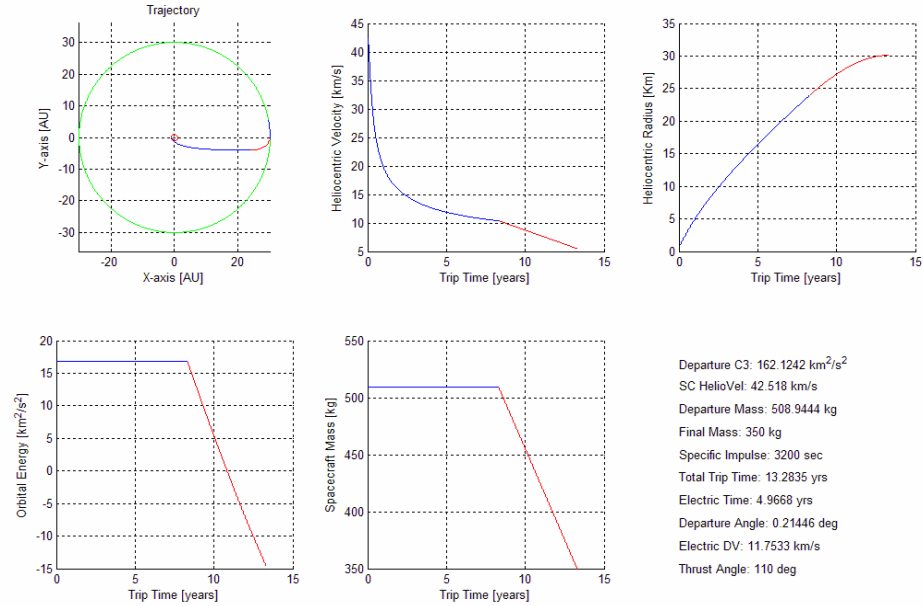 Trajectory
30
20
10
0
-10
-20
-30
-20
0
20
Y-axis [AU]
X-axis [AU]
45
40
35
30
25
20
15
10
5
0
5
10
15
Heliocentric Velocity [km/s]
Trip Time [years]
35
30
25
20
15
10
5
0
0
5
10
15
Heliocentric Radius [Km]
Trip Time [years]
20
15
10
5
0
-5
-10
-15
0
5
10
15
Orbital Energy [km²/s²]
Trip Time [years]
550
500
450
400
350
0
5
10
15
Spacecraft Mass [kg]
Trip Time [years]
Departure C3: 162.1242 km²/s²
SC HelioVel: 42.518 km/s
Departure Mass: 508.9444 kg
Final Mass: 350 kg
Specific Impulse: 3200 sec
Total Trip Time: 13.2835 yrs
Electric Time: 4.9668 yrs
Departure Angle: 0.21446 deg
Electric DV: 11.7533 km/s
Thrust Angle: 110 deg